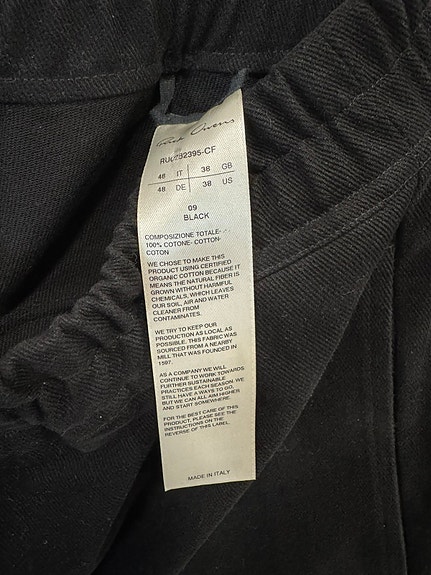 Rick Owens
RU02B2395-CF
48 IT 38 GB
48 DE 38 US
09
BLACK
COMPOSIZIONE TOTALE-
100% COTONE- COTTON-
COTON
WE CHOSE TO MAKE THIS
PRODUCT USING CERTIFIED
ORGANIC COTTON BECAUSE IT
MEANS THE NATURAL FIBER IS
GROWN WITHOUT HARMFUL
CHEMICALS, WHICH LEAVES
OUR SOIL, AIR AND WATER
CLEANER FROM
CONTAMINATES.
WE TRY TO KEEP OUR
PRODUCTION AS LOCAL AS
POSSIBLE. THIS FABRIC WAS
SOURCED FROM A NEARBY
MILL THAT WAS FOUNDED IN
1597.
AS A COMPANY WE WILL
CONTINUE TO WORK TOWARDS
FURTHER SUSTAINABLE
PRACTICES EACH SEASON. WE
STILL HAVE A WAYS TO GO,
BUT WE CAN ALL AIM HIGHER
AND START SOMEWHERE.
FOR THE BEST CARE OF THIS
PRODUCT, PLEASE SEE THE
INSTRUCTIONS ON THE
REVERSE OF THIS LABEL.
MADE IN ITALY